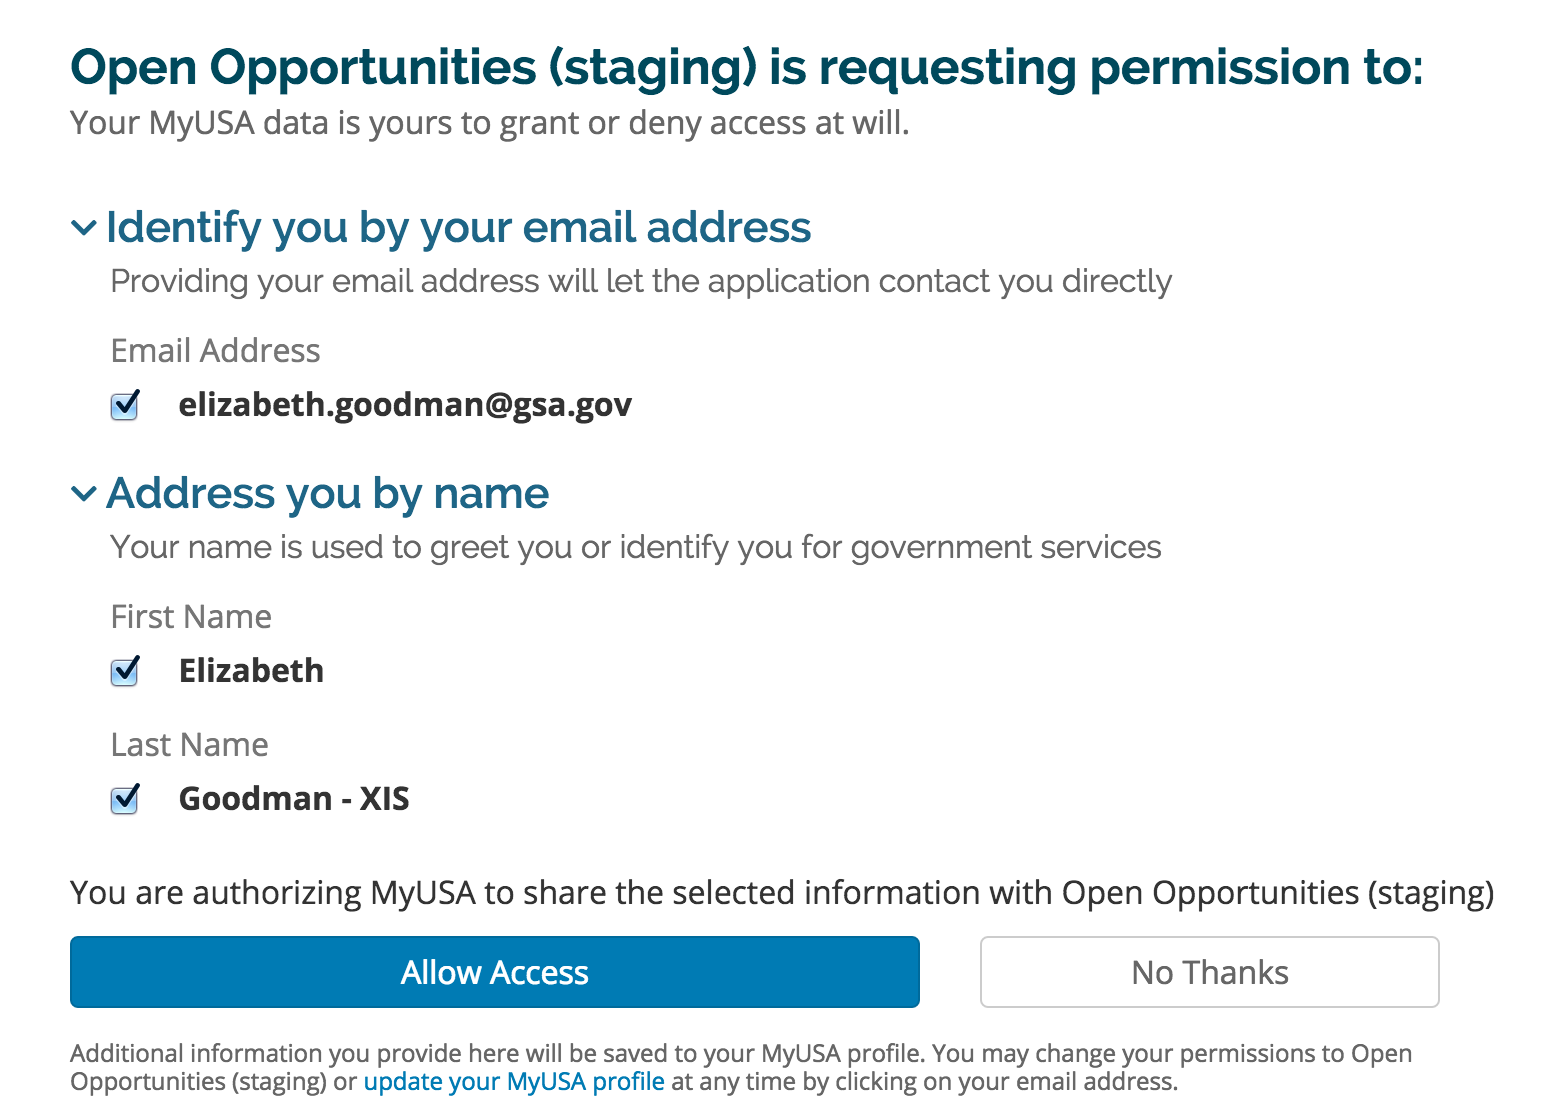 Open Opportunities (staging) is requesting permission to:
Your MyUSA data is yours to grant or deny access at will.
Identify you by your email address
Providing your email address will let the application contact you directly
Email Address
elizabeth.goodman@gsa.gov
Address you by name
Your name is used to greet you or identify you for government services
First Name
Elizabeth
Last Name
Goodman - XIS
You are authorizing MyUSA to share the selected information with Open Opportunities (staging)
Allow Access
No Thanks
Additional information you provide here will be saved to your MyUSA profile. You may change your permissions to Open
Opportunities (staging) or update your MyUSA profile at any time by clicking on your email address.